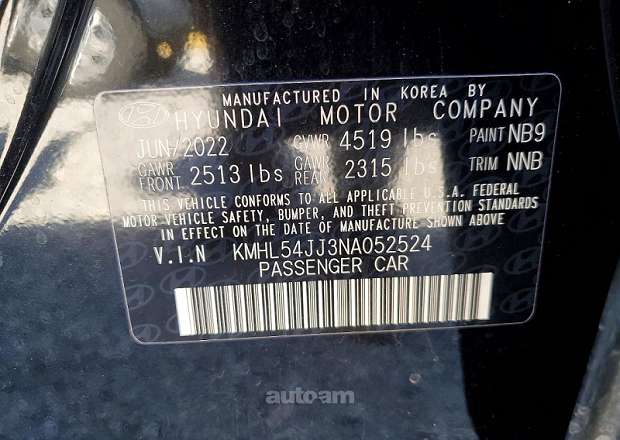 MANUFACTURED IN KOREA BY
HYUNDAI MOTOR COMPANY
JUN/2022 GVWR 4519 lbs PAINT NB9
GAWR FRONT 2513 lbs GAWR REAR 2315 lbs TRIM NNB
THIS VEHICLE CONFORMS TO ALL APPLICABLE U.S.A. FEDERAL
MOTOR VEHICLE SAFETY, BUMPER, AND THEFT PREVENTION STANDARDS
IN EFFECT ON THE DATE OF MANUFACTURE SHOWN ABOVE
V.I.N KMHL54JJ3NA052524
PASSENGER CAR
autoam